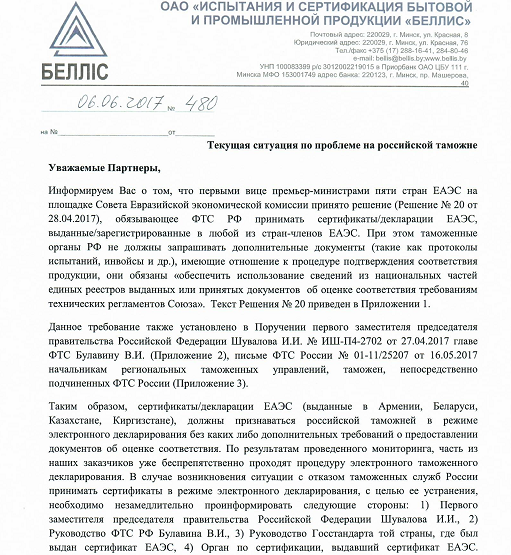 ОАО «ИСПЫТАНИЯ И СЕРТИФИКАЦИЯ БЫТОВОЙ
И ПРОМЫШЛЕННОЙ ПРОДУКЦИИ «БЕЛЛИС»
Почтовый адрес: 220029, г. Минск, ул. Красная, 8
Юридический адрес: 220029, г. Минск, ул. Красная, 7б
Тел./факс +375 (17) 288-16-41, 284-80-46
e-mail: bellis@bellis.by;www.bellis.by
УНП 100083399 р/с 3012002219015 в Приорбанк ОАО ЦБУ 111 г.
Минска МФО 153001749 адрес банка: 220123, г. Минск, пр. Машерова,
40
БЕЛЛІС
06.06.2017 № 480
на № от
Текущая ситуация по проблеме на российской таможне
Уважаемые Партнеры,
Информируем Вас о том, что первыми вице премьер-министрами пяти стран ЕАЭС на
площадке Совета Евразийской экономической комиссии принято решение (Решение № 20 от
28.04.2017), обязывающее ФТС РФ принимать сертификаты/декларации ЕАЭС,
выданные/зарегистрированные в любой из стран-членов ЕАЭС. При этом таможенные
органы РФ не должны запрашивать дополнительные документы (такие как протоколы
испытаний, инвойсы и др.), имеющие отношение к процедуре подтверждения соответствия
продукции, они обязаны «обеспечить использование сведений из национальных частей
единых реестров выданных или принятых документов об оценке соответствия требованиям
технических регламентов Союза». Текст Решения № 20 приведен в Приложении 1.
Данное требование также установлено в Поручении первого заместителя председателя
правительства Российской Федерации Шувалова И.И. № ИШ-П4-2702 от 27.04.2017 главе
ФТС Булавину В.И. (Приложение 2), письме ФТС России № 01-11/25207 от 16.05.2017
начальникам региональных таможенных управлений, таможен, непосредственно
подчиненных ФТС России (Приложение 3).
Таким образом, сертификаты/декларации ЕАЭС (выданные в Армении, Беларуси,
Казахстане, Киргизстане), должны признаваться российской таможней в режиме
электронного декларирования без каких либо дополнительных требований о предоставлении
документов об оценке соответствия. По результатам проведенного мониторинга, часть из
наших заказчиков уже беспрепятственно проходят процедуру электронного таможенного
декларирования. В случае возникновения ситуации с отказом таможенных служб России
принимать сертификаты в режиме электронного декларирования, с целью ее устранения,
необходимо незамедлительно проинформировать следующие стороны: 1) Первого
заместителя председателя правительства Российской Федерации Шувалова И.И., 2)
Руководство ФТС РФ Булавина В.И., 3) Руководство Госстандарта той страны, где был
выдан сертификат ЕАЭС, 4) Орган по сертификации, выдавший сертификат ЕАЭС.